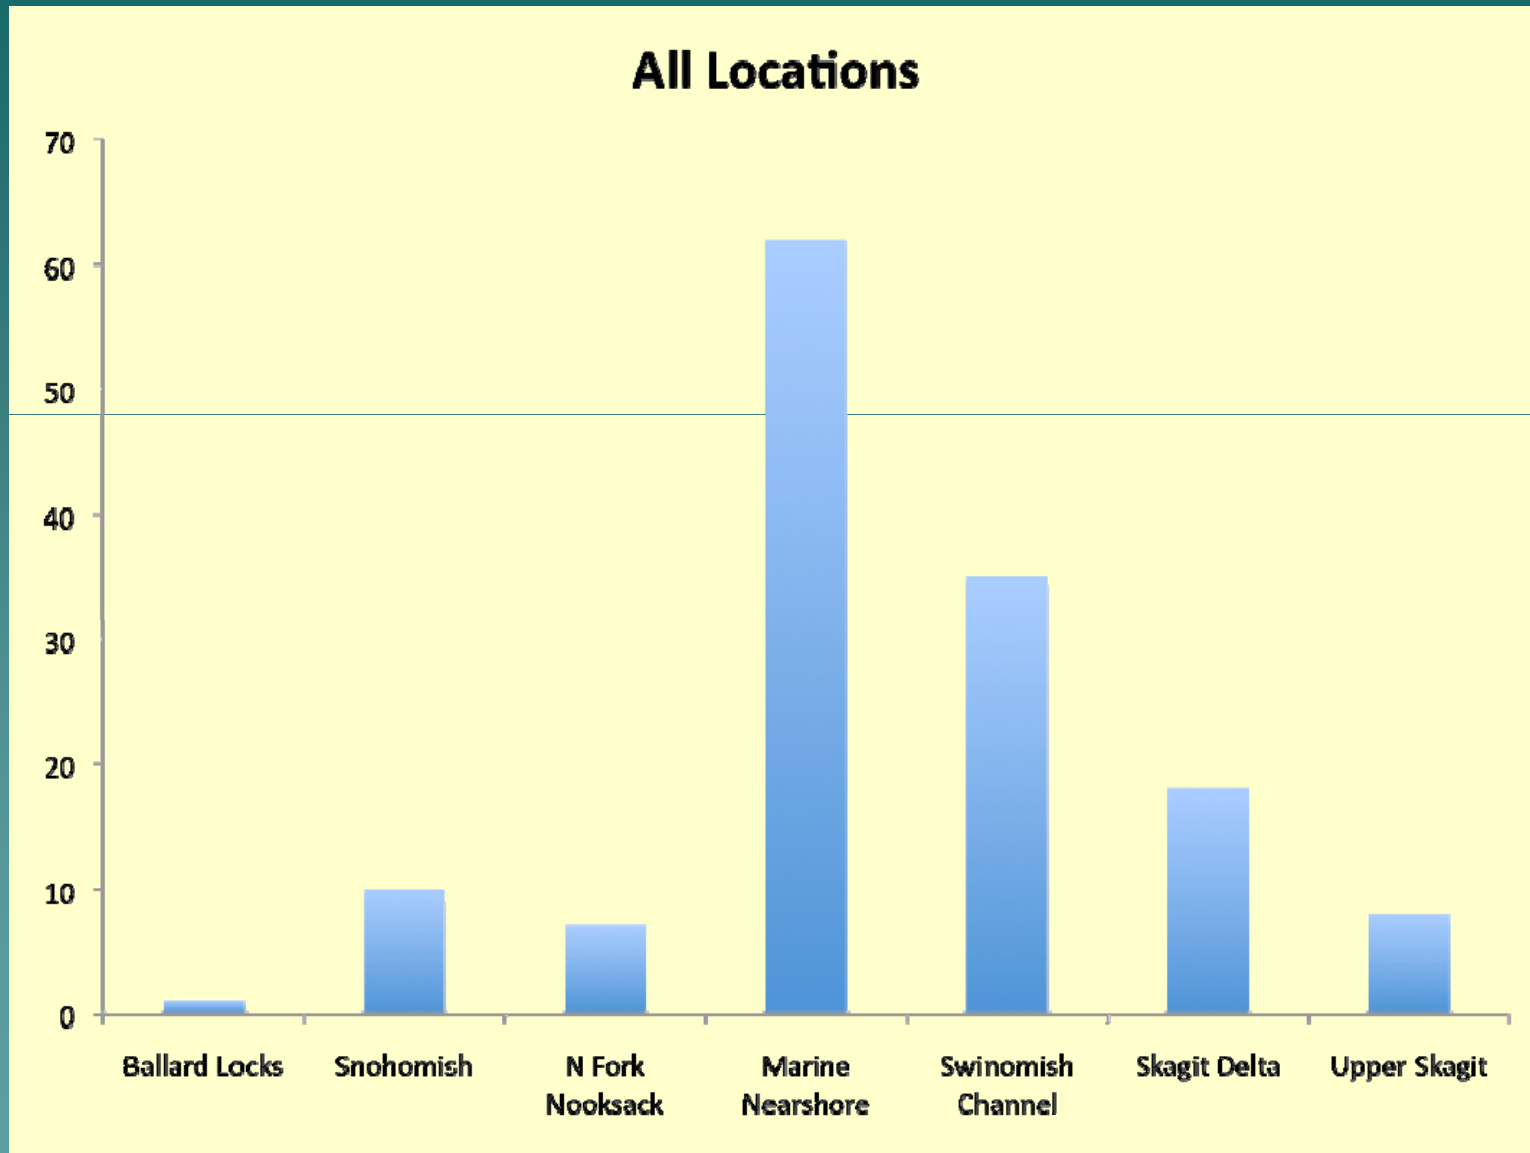 All Locations
70
60
50
40
30
20
10
0
Ballard Locks
Snohomish
N Fork
Nooksack
Marine
Nearshore
Swinomish
Channel
Skagit Delta
Upper Skagit